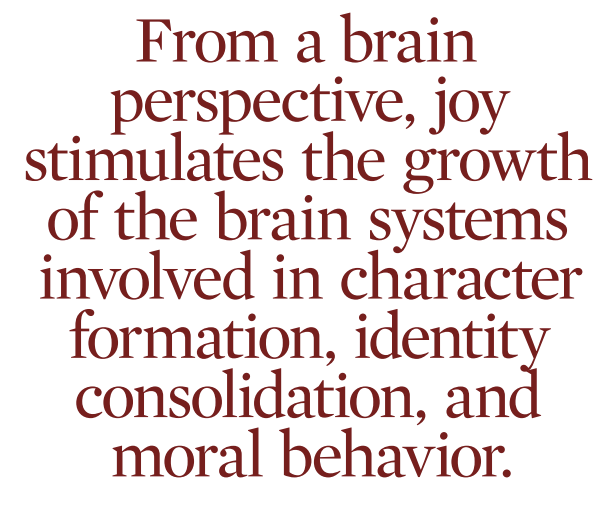 From a brain
perspective, joy
stimulates the growth
of the brain systems
involved in character
formation, identity
consolidation, and
moral behavior.